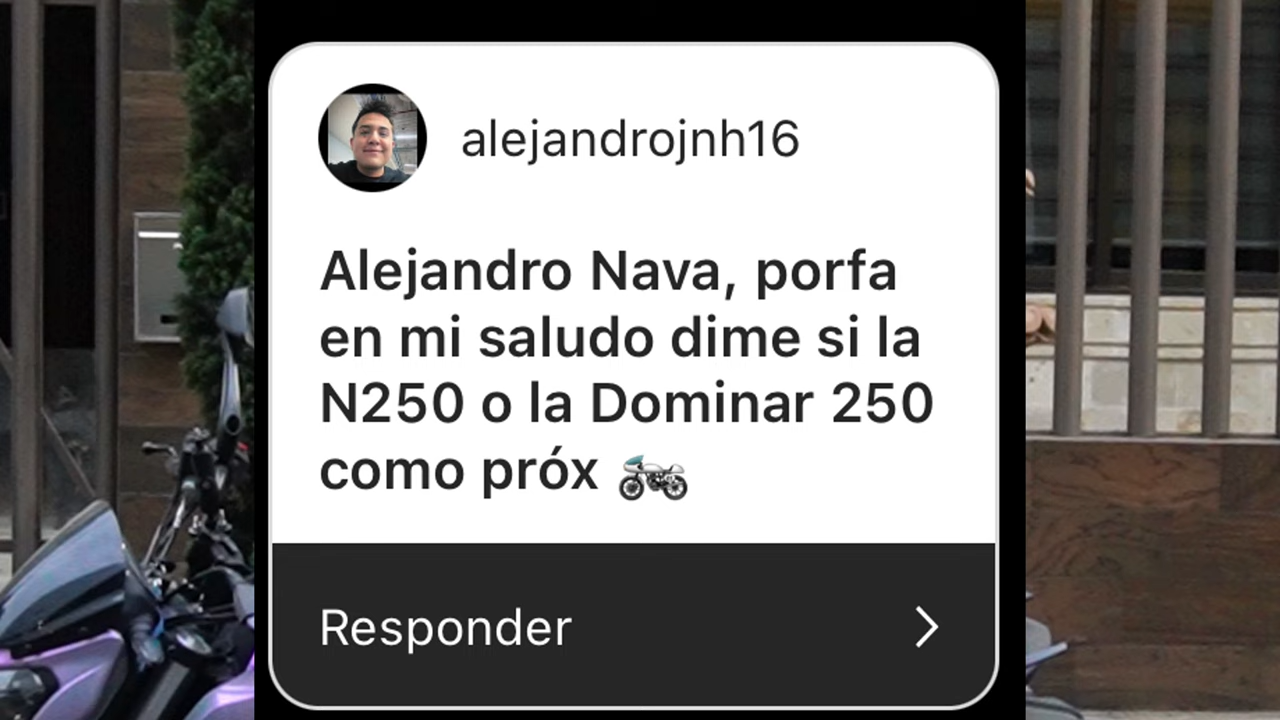 alejandrojnh16
Alejandro Nava, porfa
en mi saludo dime si la
N250 o la Dominar 250
como próx 🏍
Responder